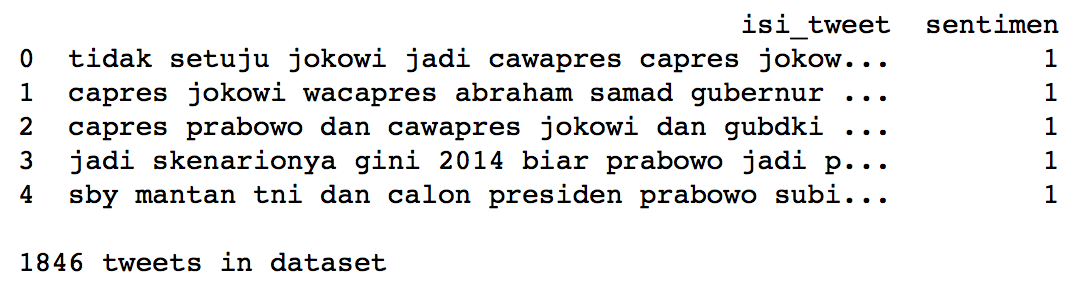 isi_tweet sentimen
0 tidak setuju jokowi jadi cawapres capres jokow... 1
1 capres jokowi wacapres abraham samad gubernur ... 1
2 capres prabowo dan cawapres jokowi dan gubdki ... 1
3 jadi skenarionya gini 2014 biar prabowo jadi p... 1
4 sby mantan tni dan calon presiden prabowo subi... 1
1846 tweets in dataset